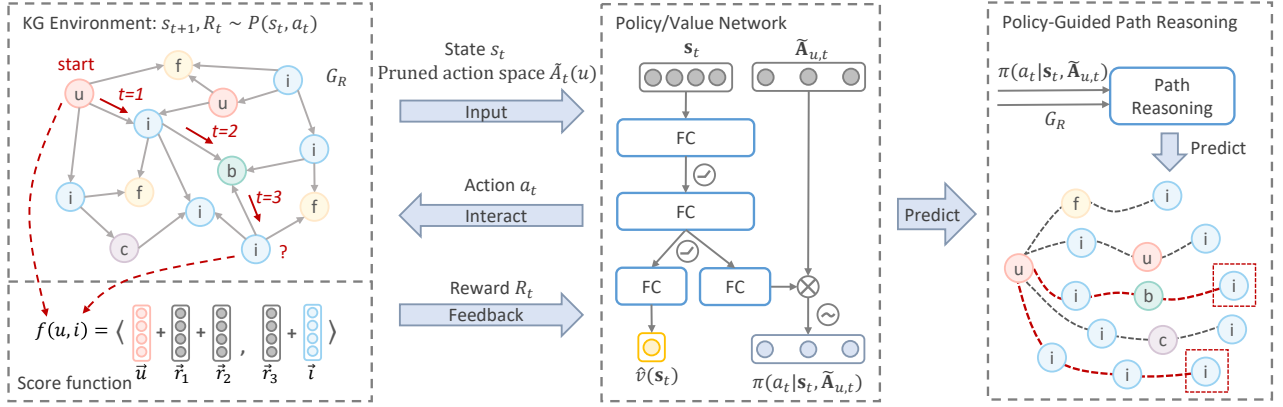 KG Environment: s_{t+1}, R_t ~ P(s_t, a_t)
start
G_R
f
i
u
u
t=1
i
t=2
i
b
i
f
i
t=3
f
c
i
?
f(u,i) = ⟨ + + , + ⟩
u⃗ r⃗_1 r⃗_2 r⃗_3 i⃗
Score function
State s_t
Pruned action space Ã_t(u)
Input
Action a_t
Interact
Reward R_t
Feedback
Policy/Value Network
𝐬_t
𝐀̃_{u,t}
FC
FC
FC
FC
v̂(𝐬_t)
π(a_t|𝐬_t, 𝐀̃_{u,t})
Predict
Policy-Guided Path Reasoning
π(a_t|𝐬_t, 𝐀̃_{u,t})
G_R
Path
Reasoning
Predict
f
i
i
u
i
u
i
b
i
i
c
i
i
i
i